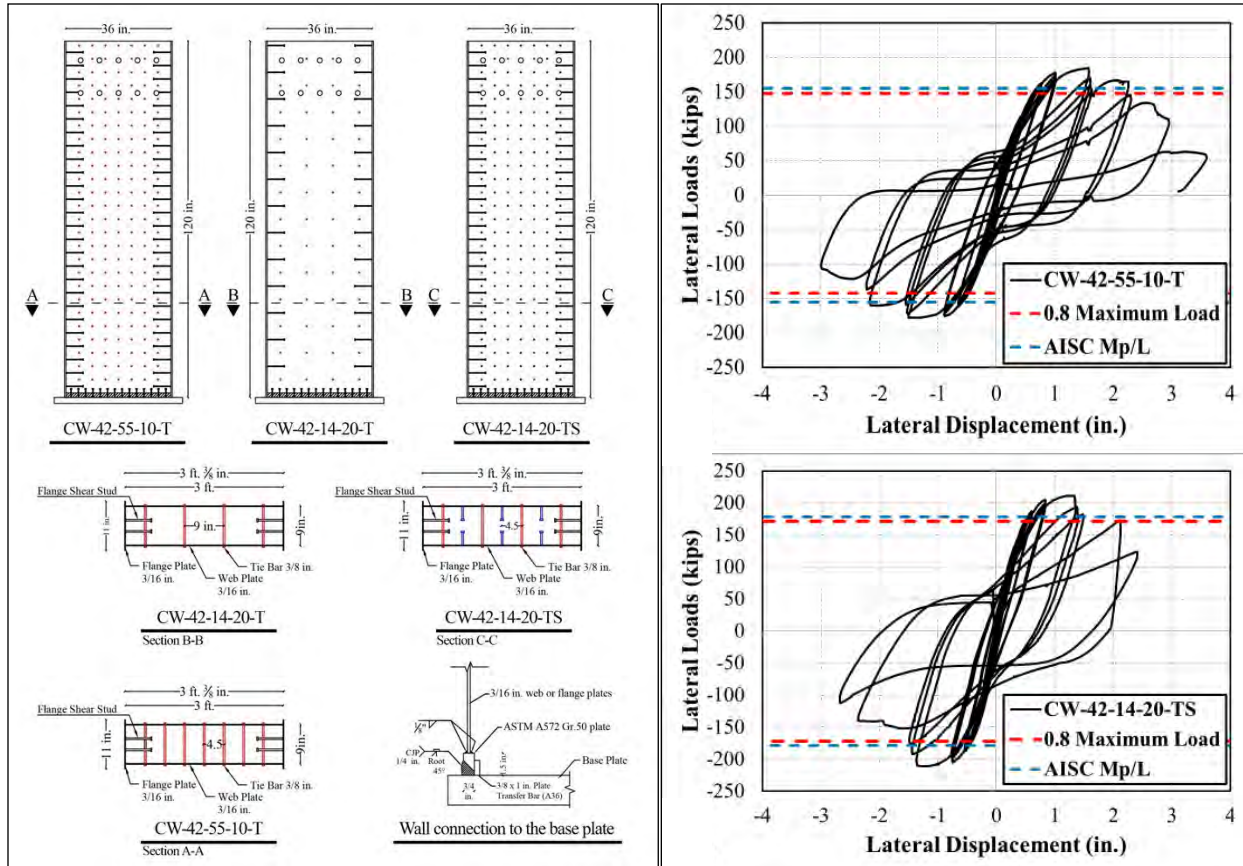 36 in.
36 in.
36 in.
120 in.
120 in.
120 in.
A
A
B
B
C
C
CW-42-55-10-T
CW-42-14-20-T
CW-42-14-20-TS
3 ft. ⅜ in.
3 ft.
Flange Shear Stud
11 in.
9 in.
9in.
Flange Plate
3/16 in.
Web Plate
3/16 in.
Tie Bar 3/8 in.
CW-42-14-20-T
Section B-B
3 ft. ⅜ in.
3 ft.
Flange Shear Stud
11 in.
4.5
9in.
Flange Plate
3/16 in.
Web Plate
3/16 in.
Tie Bar 3/8 in.
CW-42-14-20-TS
Section C-C
3 ft. ⅜ in.
3 ft.
Flange Shear Stud
11 in.
4.5
9in.
Flange Plate
3/16 in.
Web Plate
3/16 in.
Tie Bar 3/8 in.
CW-42-55-10-T
Section A-A
3/16 in. web or flange plates
ASTM A572 Gr.50 plate
CJP
1/4 in.
Root
45°
Base Plate
3/4
in.
3/8 x 1 in. Plate
Transfer Bar (A36)
Wall connection to the base plate
Lateral Loads (kips)
250
200
150
100
50
0
-50
-100
-150
-200
-250
-4 -3 -2 -1 0 1 2 3 4
Lateral Displacement (in.)
CW-42-55-10-T
0.8 Maximum Load
AISC Mp/L
Lateral Loads (kips)
250
200
150
100
50
0
-50
-100
-150
-200
-250
-4 -3 -2 -1 0 1 2 3 4
Lateral Displacement (in.)
CW-42-14-20-TS
0.8 Maximum Load
AISC Mp/L